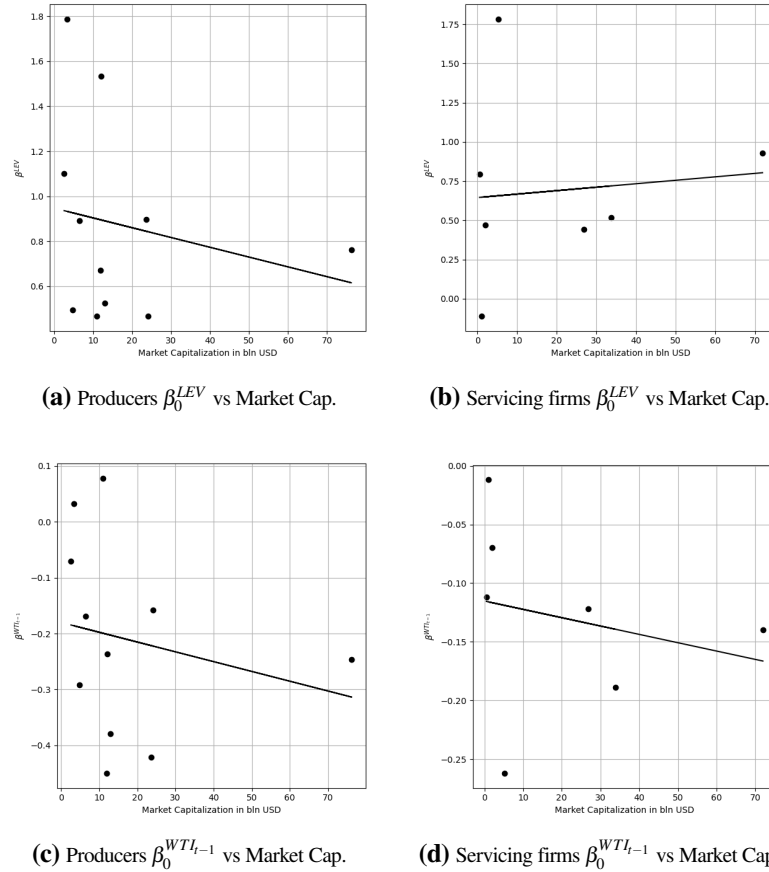 1.8
1.6
1.4
1.2
1.0
0.8
0.6
β^LEV
0 10 20 30 40 50 60 70
Market Capitalization in bln USD
(a) Producers β_0^LEV vs Market Cap.
1.75
1.50
1.25
1.00
0.75
0.50
0.25
0.00
β^LEV
0 10 20 30 40 50 60 70
Market Capitalization in bln USD
(b) Servicing firms β_0^LEV vs Market Cap.
0.1
0.0
−0.1
−0.2
−0.3
−0.4
β^WTI_t−1
0 10 20 30 40 50 60 70
Market Capitalization in bln USD
(c) Producers β_0^WTI_t−1 vs Market Cap.
0.00
−0.05
−0.10
−0.15
−0.20
−0.25
β^WTI_t−1
0 10 20 30 40 50 60 70
Market Capitalization in bln USD
(d) Servicing firms β_0^WTI_t−1 vs Market Cap